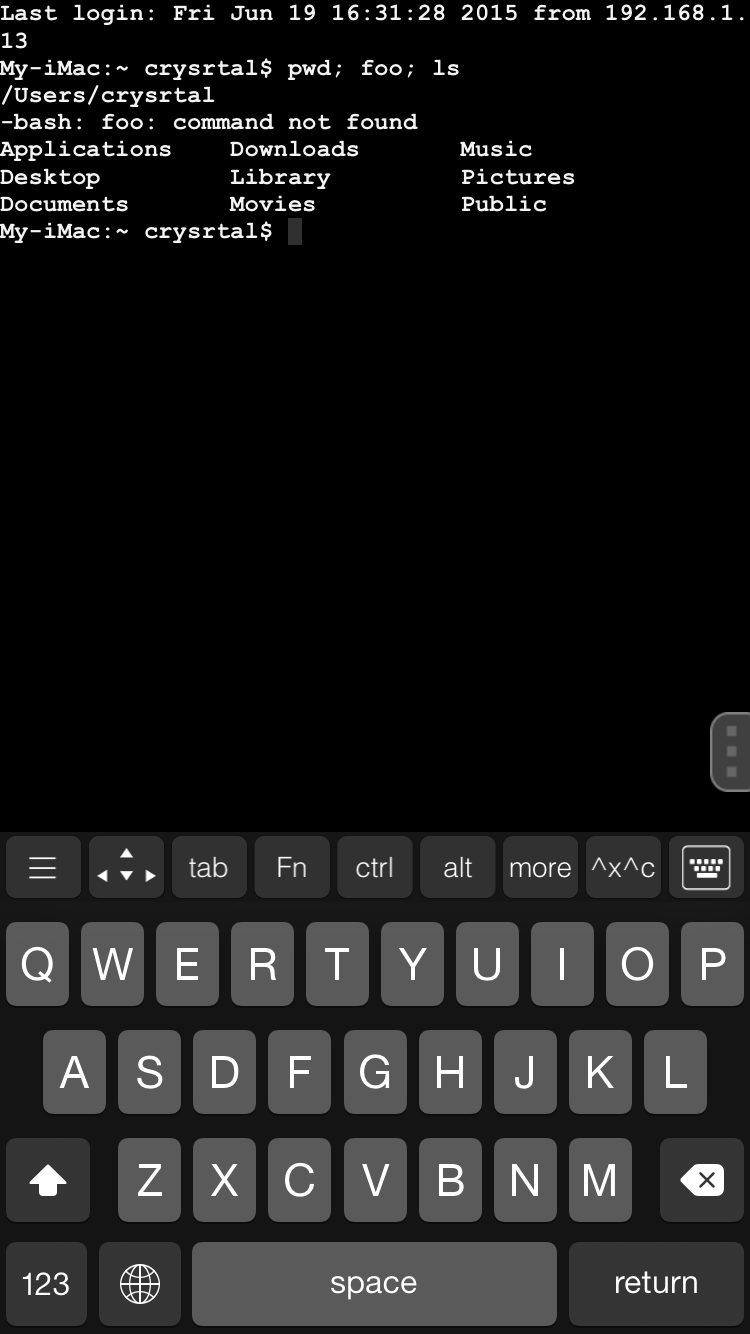 Last login: Fri Jun 19 16:31:28 2015 from 192.168.1.
13
My-iMac:~ crysrtal$ pwd; foo; ls
/Users/crysrtal
-bash: foo: command not found
Applications    Downloads       Music
Desktop         Library         Pictures
Documents       Movies          Public
My-iMac:~ crysrtal$
tab Fn ctrl alt more ^x^c
Q W E R T Y U I O P
A S D F G H J K L
Z X C V B N M
123 space return